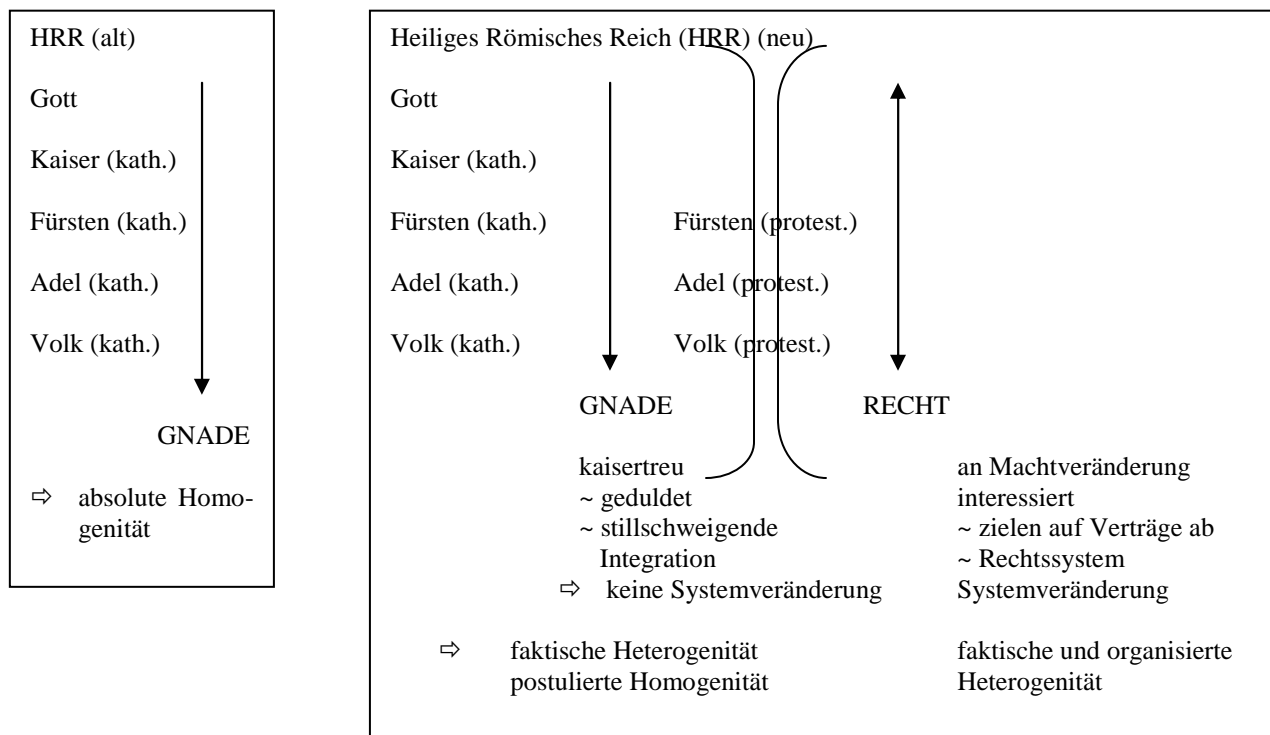 HRR (alt)
Gott
Kaiser (kath.)
Fürsten (kath.)
Adel (kath.)
Volk (kath.)
GNADE
⇨ absolute Homo-
genität
Heiliges Römisches Reich (HRR) (neu)
Gott
Kaiser (kath.)
Fürsten (kath.) Fürsten (protest.)
Adel (kath.) Adel (protest.)
Volk (kath.) Volk (protest.)
GNADE RECHT
kaisertreu
~ geduldet
~ stillschweigende
Integration
⇨ keine Systemveränderung
an Machtveränderung
interessiert
~ zielen auf Verträge ab
~ Rechtssystem
Systemveränderung
⇨ faktische Heterogenität
postulierte Homogenität
faktische und organisierte
Heterogenität